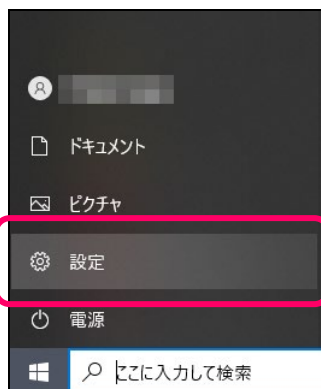 ドキュメント
ピクチャ
設定
電源
ここに入力して検索